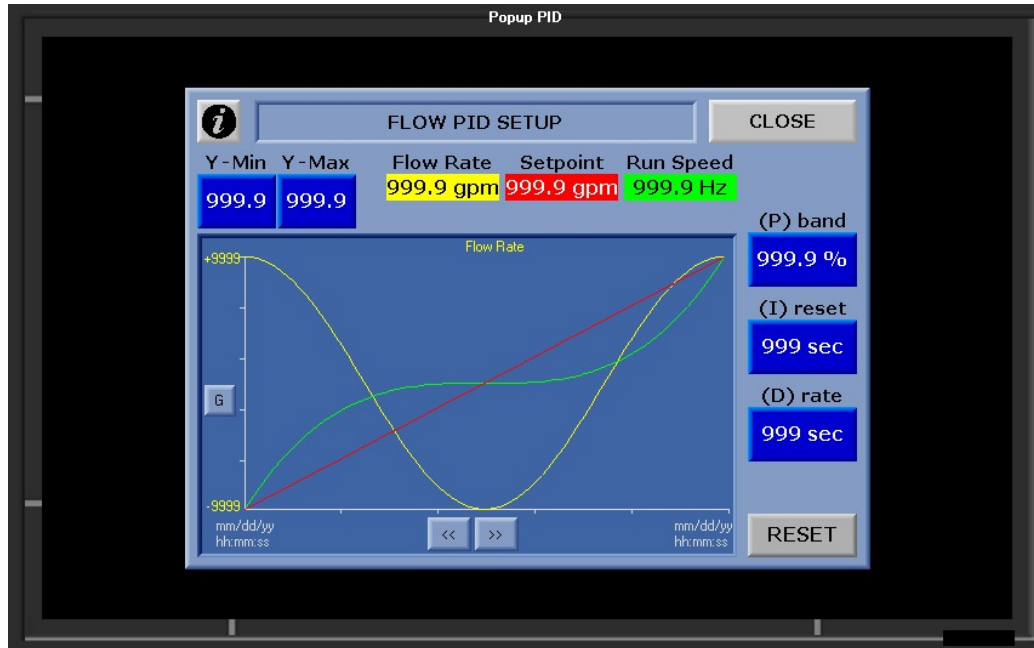 Popup PID
i
FLOW PID SETUP
CLOSE
Y-Min Y-Max Flow Rate Setpoint Run Speed
999.9 999.9 999.9 gpm 999.9 gpm 999.9 Hz
(P) band
999.9 %
(I) reset
999 sec
(D) rate
999 sec
Flow Rate
+9999
G
-9999
mm/dd/yy
hh:mm:ss
<< >>
mm/dd/yy
hh:mm:ss
RESET